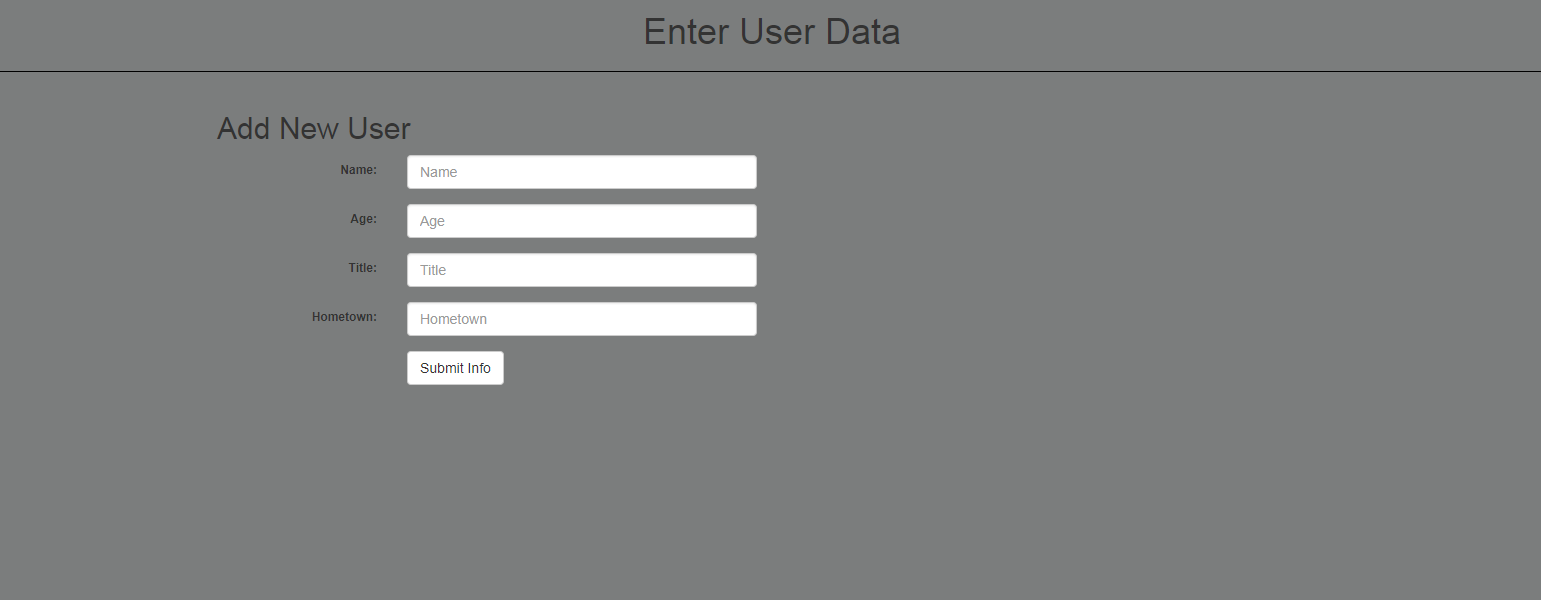 Enter User Data
Add New User
Name: Name
Age: Age
Title: Title
Hometown: Hometown
Submit Info